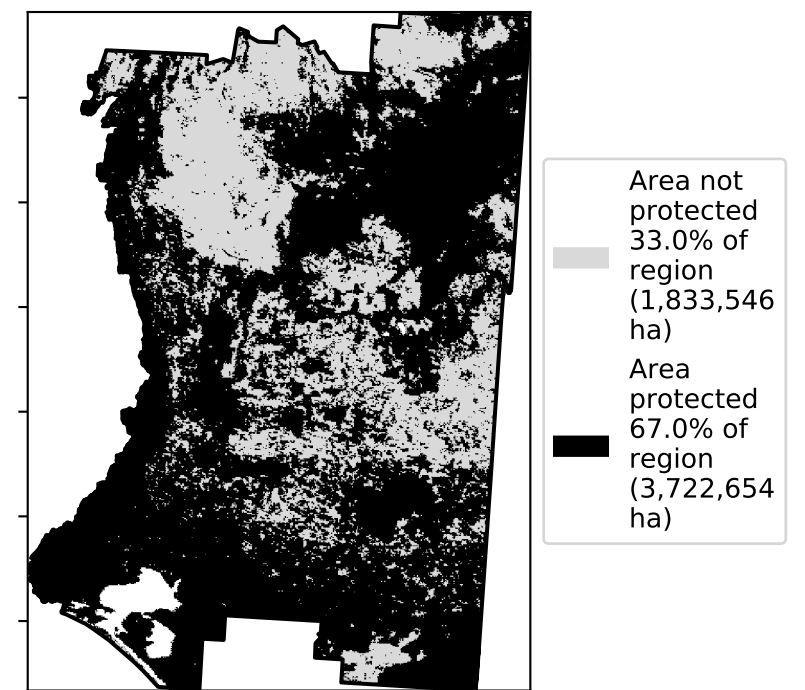 Area not
protected
33.0% of
region
(1,833,546
ha)
Area
protected
67.0% of
region
(3,722,654
ha)